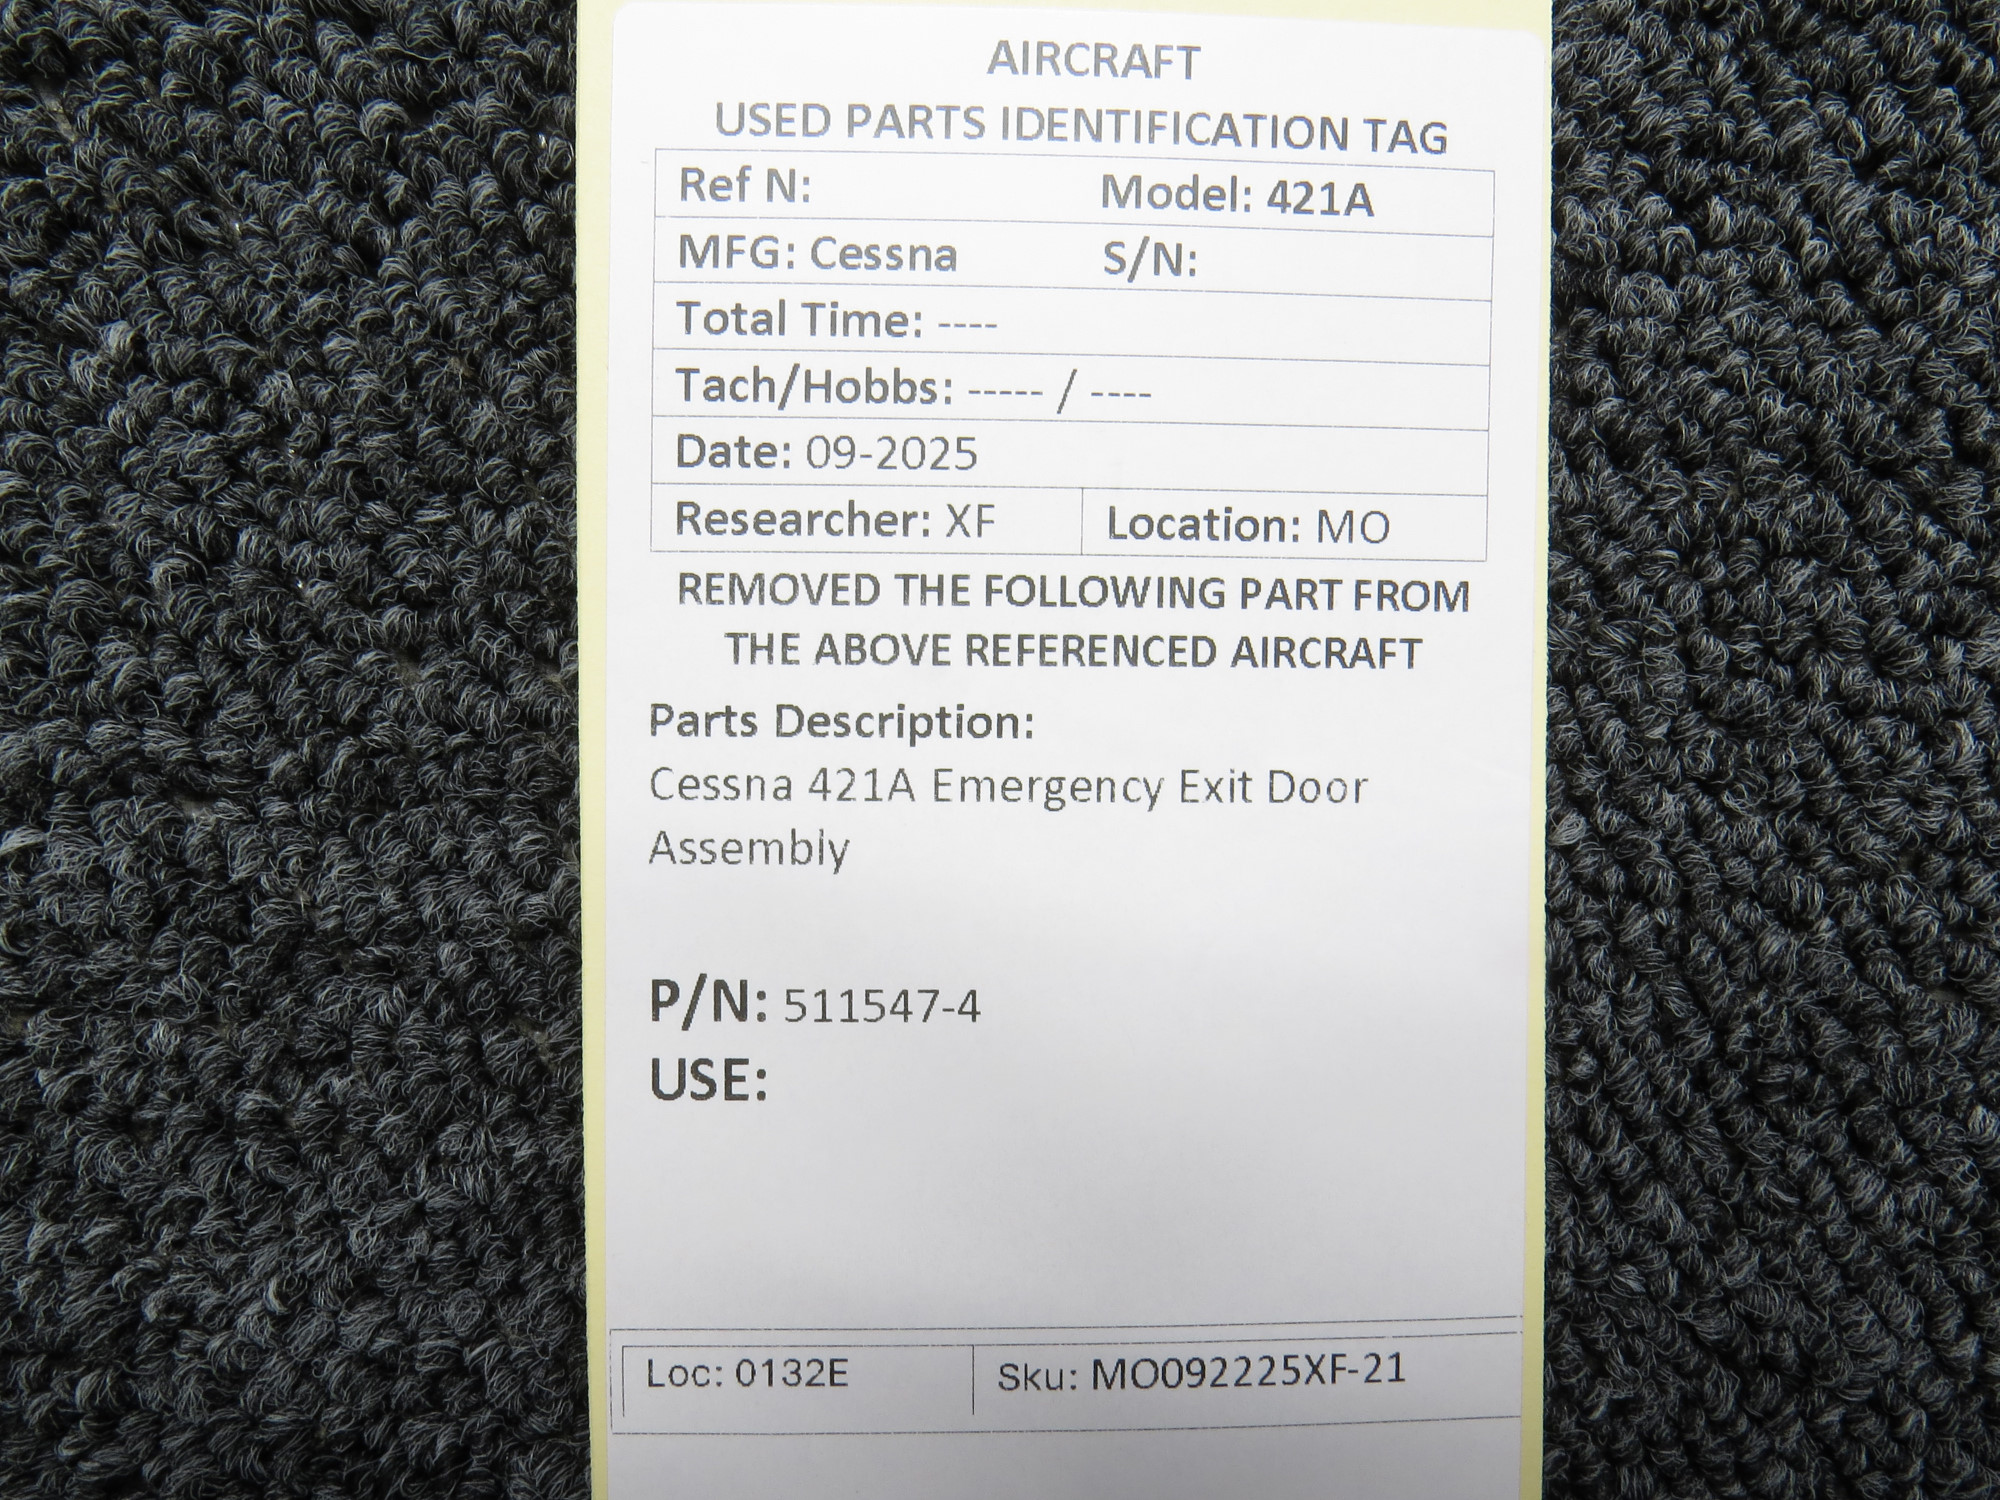 AIRCRAFT
USED PARTS IDENTIFICATION TAG
Ref N: Model: 421A
MFG: Cessna S/N:
Total Time: ----
Tach/Hobbs: ----- / ----
Date: 09-2025
Researcher: XF Location: MO
REMOVED THE FOLLOWING PART FROM
THE ABOVE REFERENCED AIRCRAFT
Parts Description:
Cessna 421A Emergency Exit Door
Assembly
P/N: 511547-4
USE:
Loc: 0132E Sku: MO092225XF-21